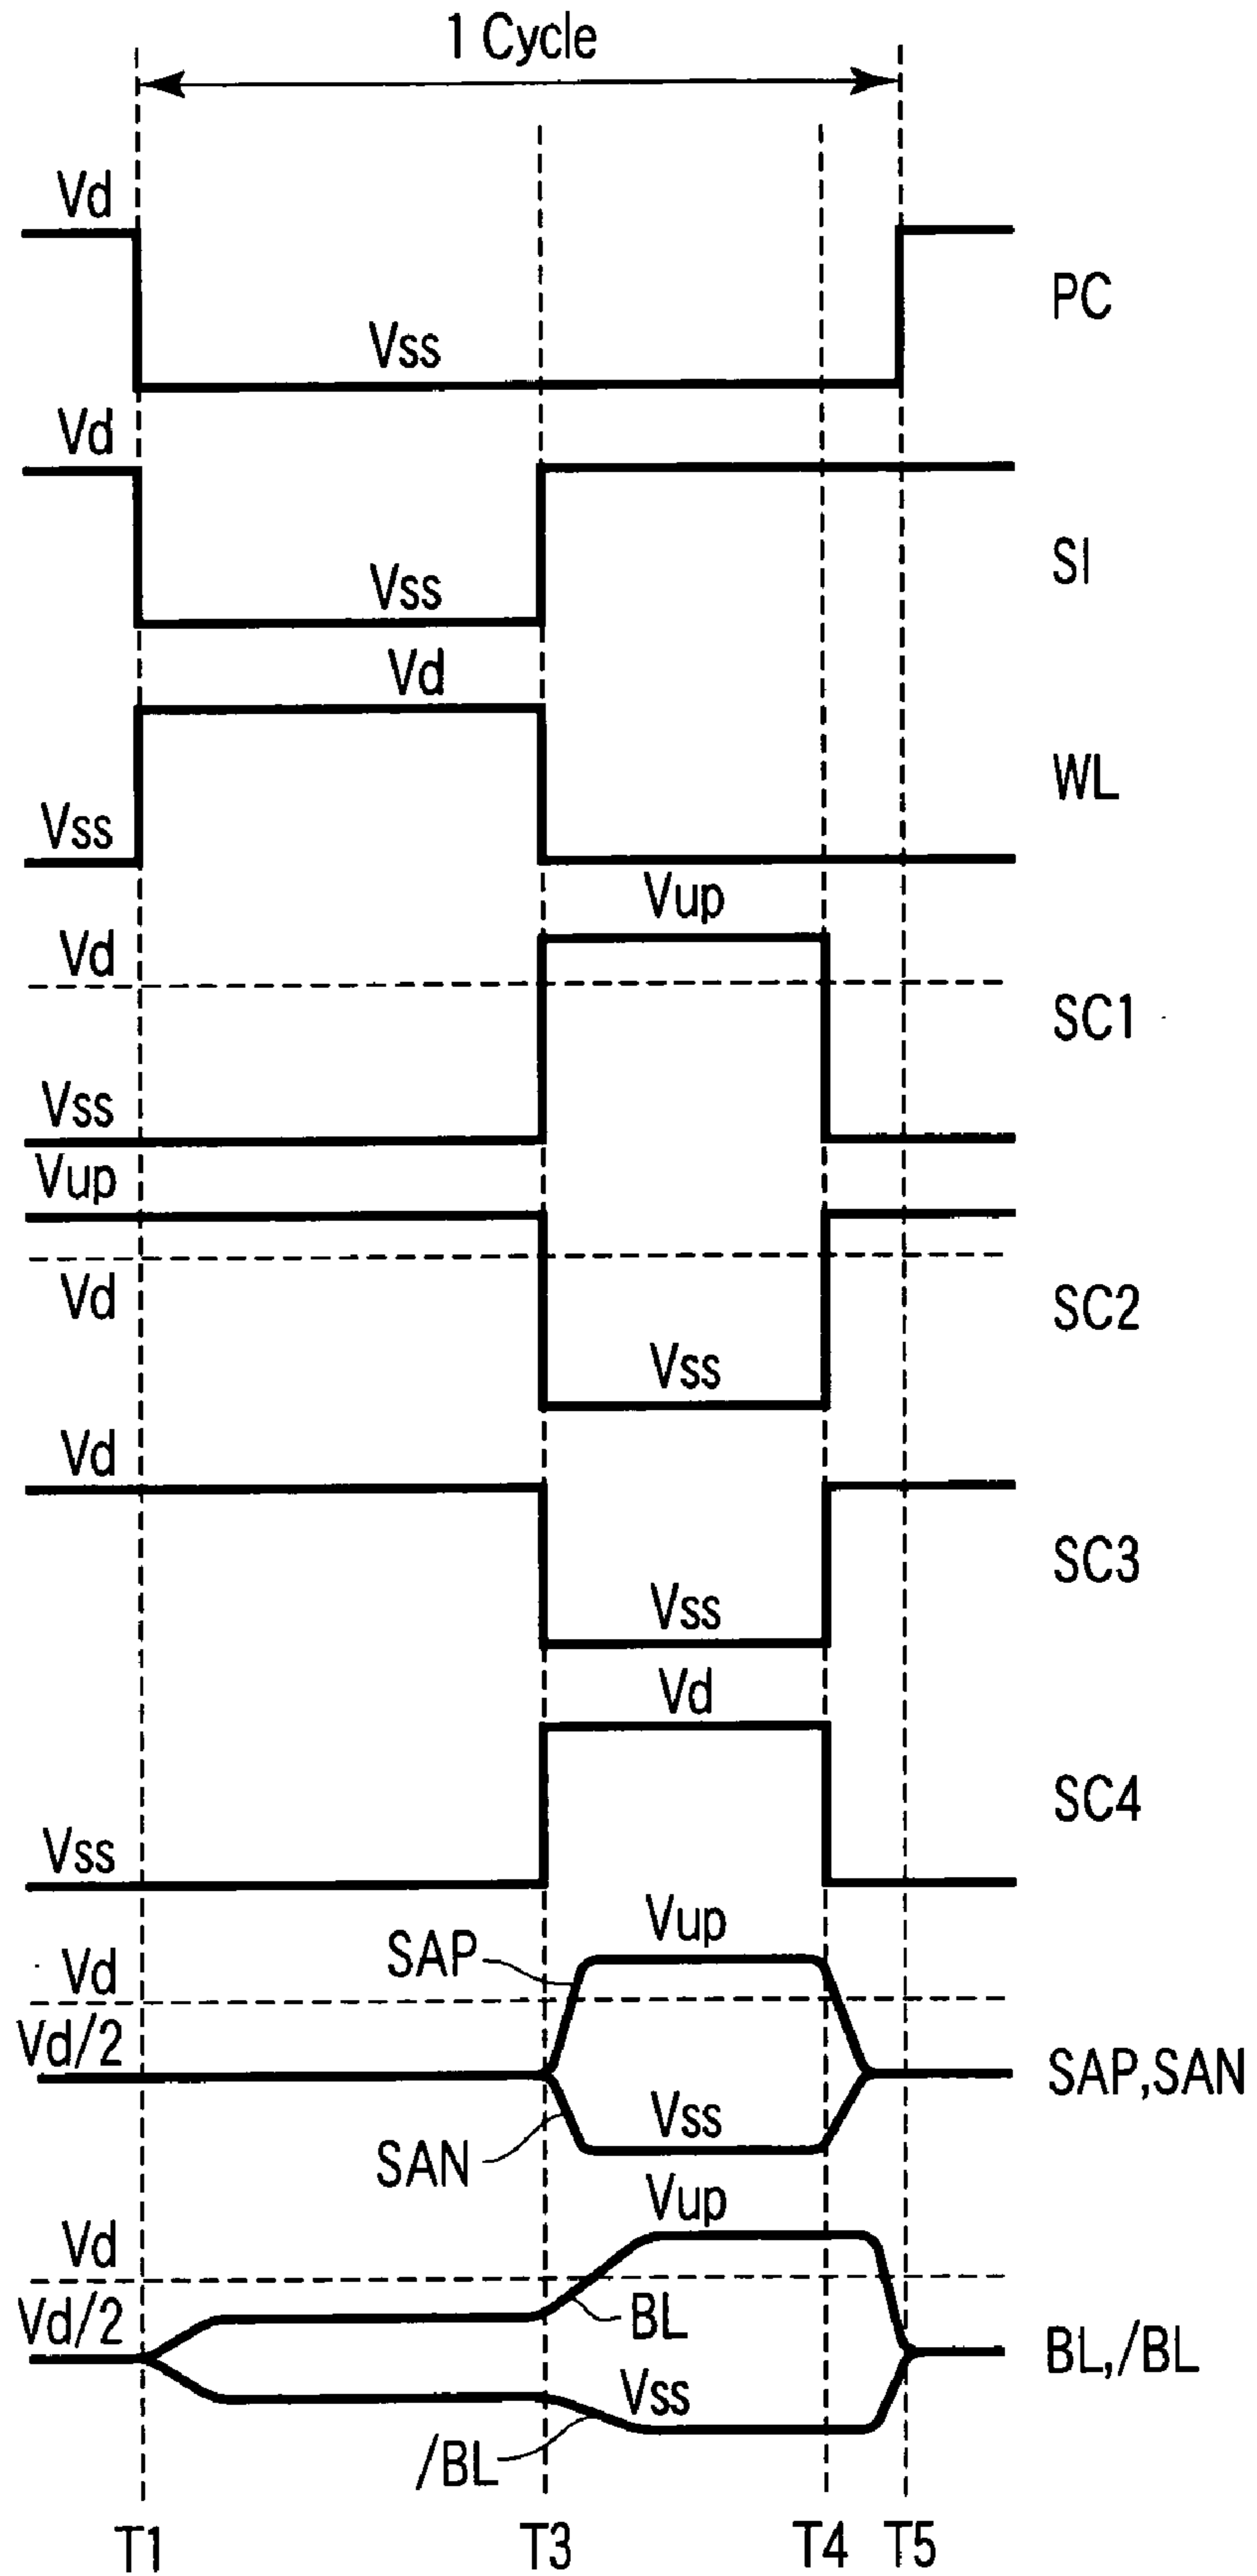 1 Cycle
Vd
PC
Vss
Vd
SI
Vss
Vd
WL
Vss
Vup
Vd
SC1
Vss
Vup
Vd
SC2
Vss
Vd
SC3
Vss
Vd
SC4
Vss
Vup
SAP
Vd
Vd/2
SAP,SAN
Vss
SAN
Vup
Vd
Vd/2
BL
BL,/BL
Vss
/BL
T1 T3 T4 T5